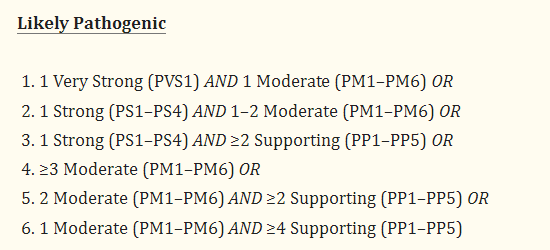 Likely Pathogenic
1. 1 Very Strong (PVS1) AND 1 Moderate (PM1–PM6) OR
2. 1 Strong (PS1–PS4) AND 1–2 Moderate (PM1–PM6) OR
3. 1 Strong (PS1–PS4) AND ≥2 Supporting (PP1–PP5) OR
4. ≥3 Moderate (PM1–PM6) OR
5. 2 Moderate (PM1–PM6) AND ≥2 Supporting (PP1–PP5) OR
6. 1 Moderate (PM1–PM6) AND ≥4 Supporting (PP1–PP5)